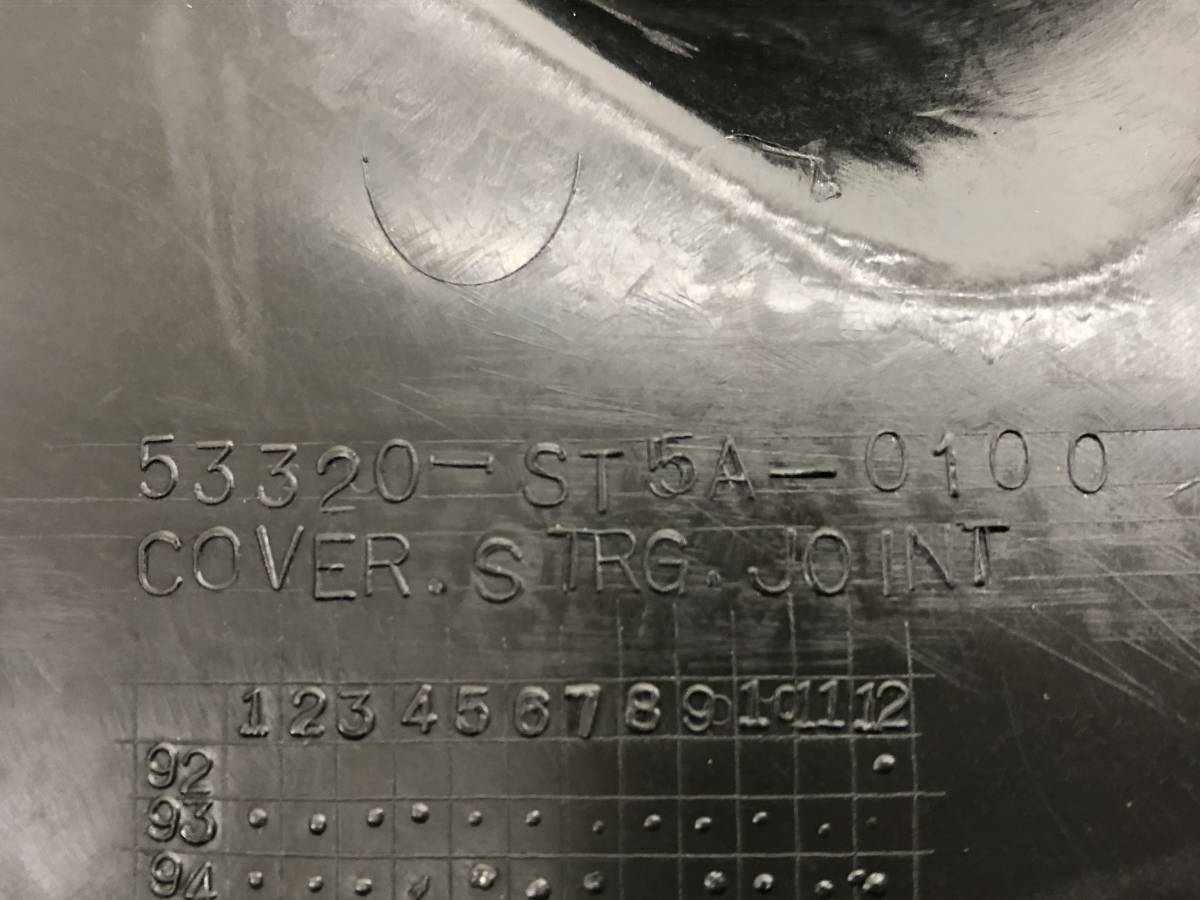 53320-ST5A-0100
COVER.STRG.JOINT
1 2 3 4 5 6 7 8 9 10 11 12
92
93
94